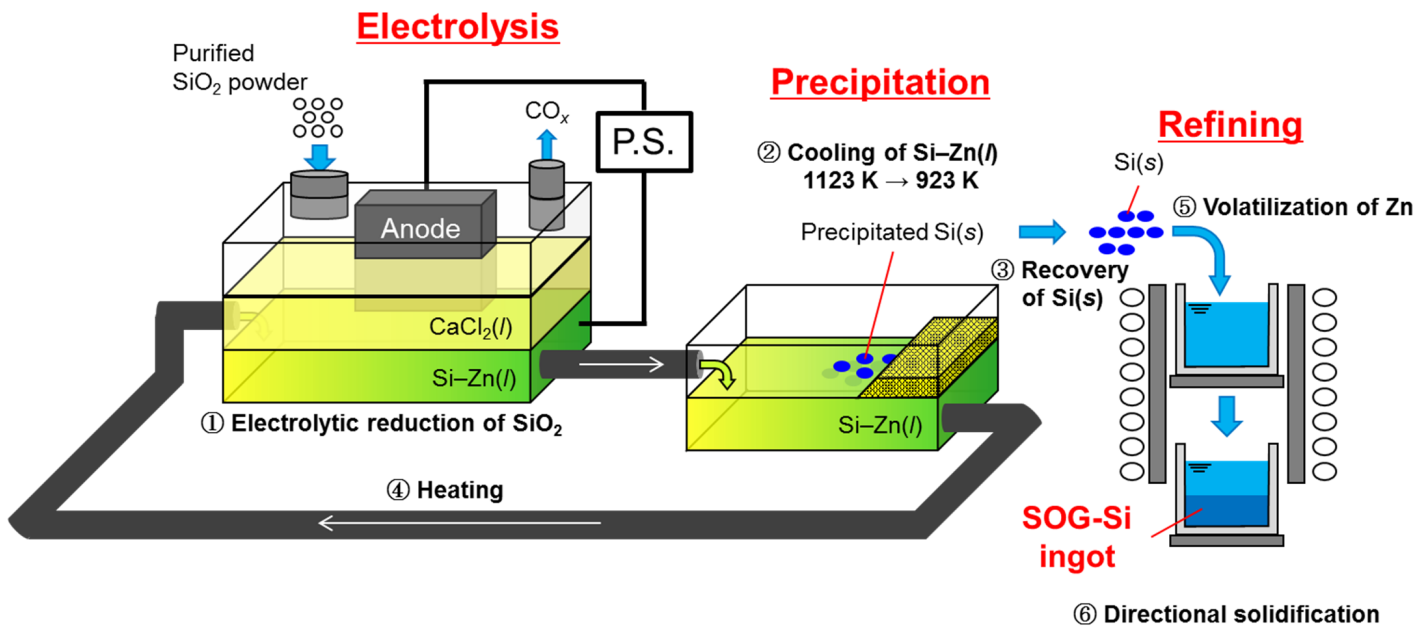 Electrolysis
Purified
SiO₂ powder
COₓ
P.S.
Anode
CaCl₂(l)
Si–Zn(l)
① Electrolytic reduction of SiO₂
④ Heating
Precipitation
② Cooling of Si–Zn(l)
1123 K → 923 K
Precipitated Si(s)
Si–Zn(l)
③ Recovery
of Si(s)
Refining
Si(s)
⑤ Volatilization of Zn
SOG-Si
ingot
⑥ Directional solidification